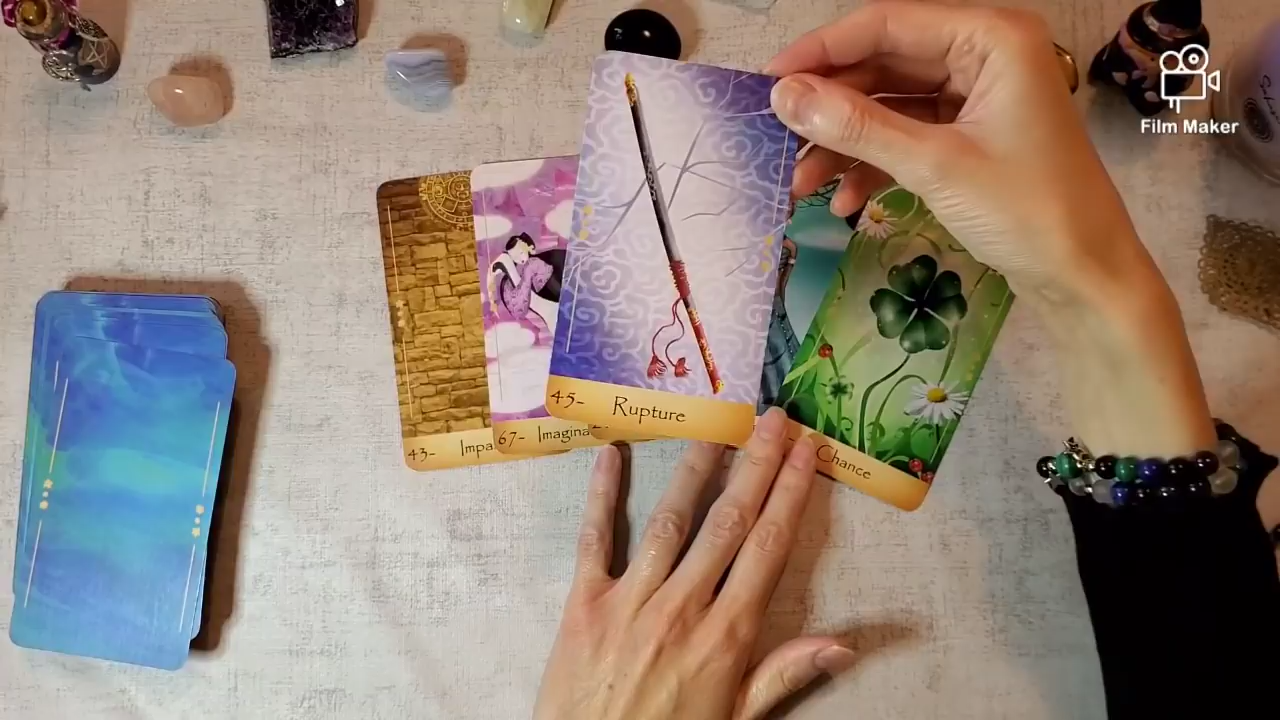 Film Maker
45- Rupture
43- Impa
67- Imagina
Chance